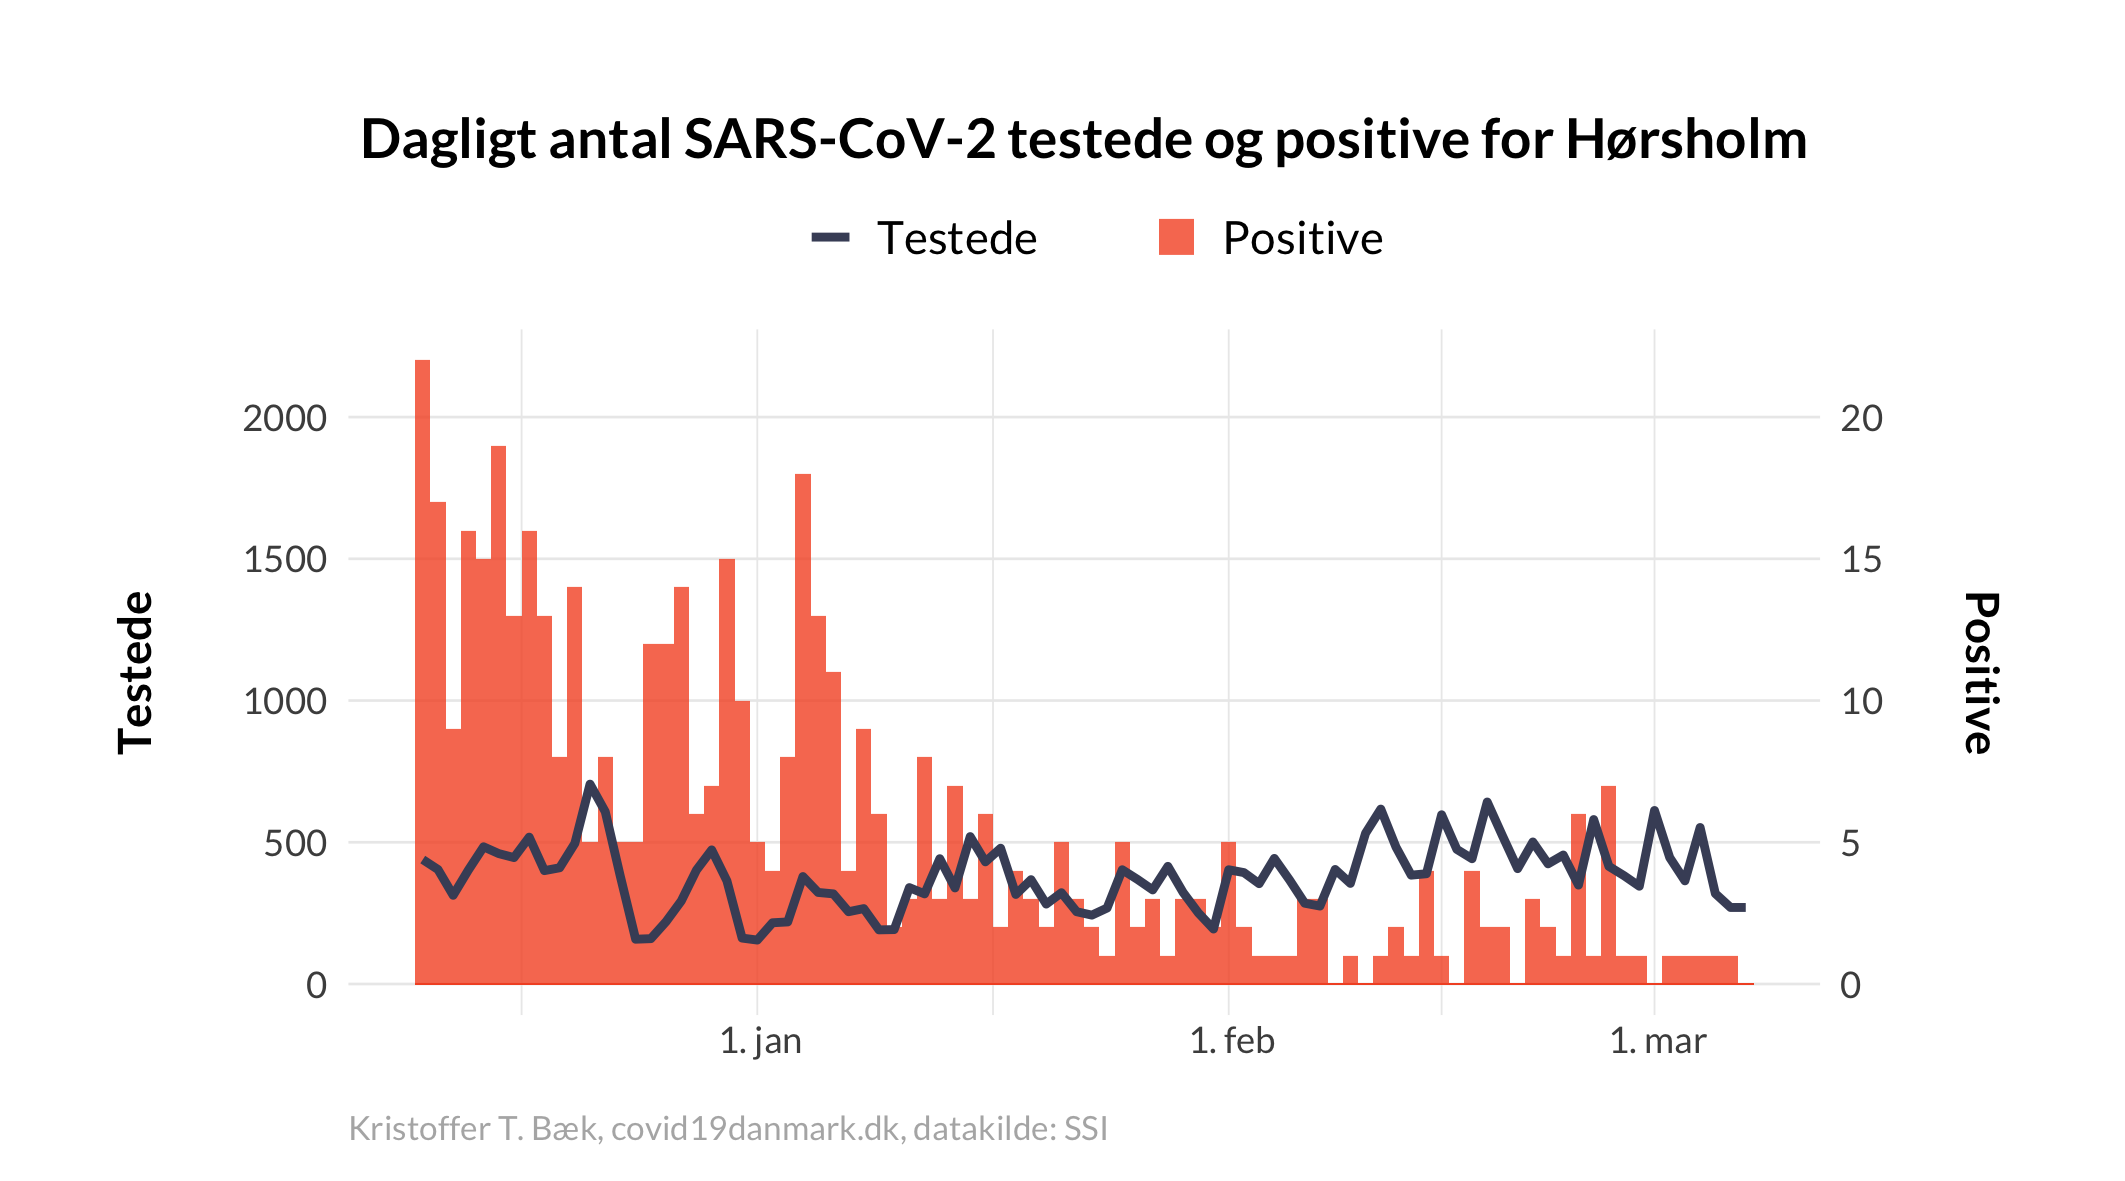 Dagligt antal SARS-CoV-2 testede og positive for Hørsholm
Testede
Positive
2000
1500
1000
500
0
Testede
20
15
10
5
0
Positive
1. jan
1. feb
1. mar
Kristoffer T. Bæk, covid19danmark.dk, datakilde: SSI